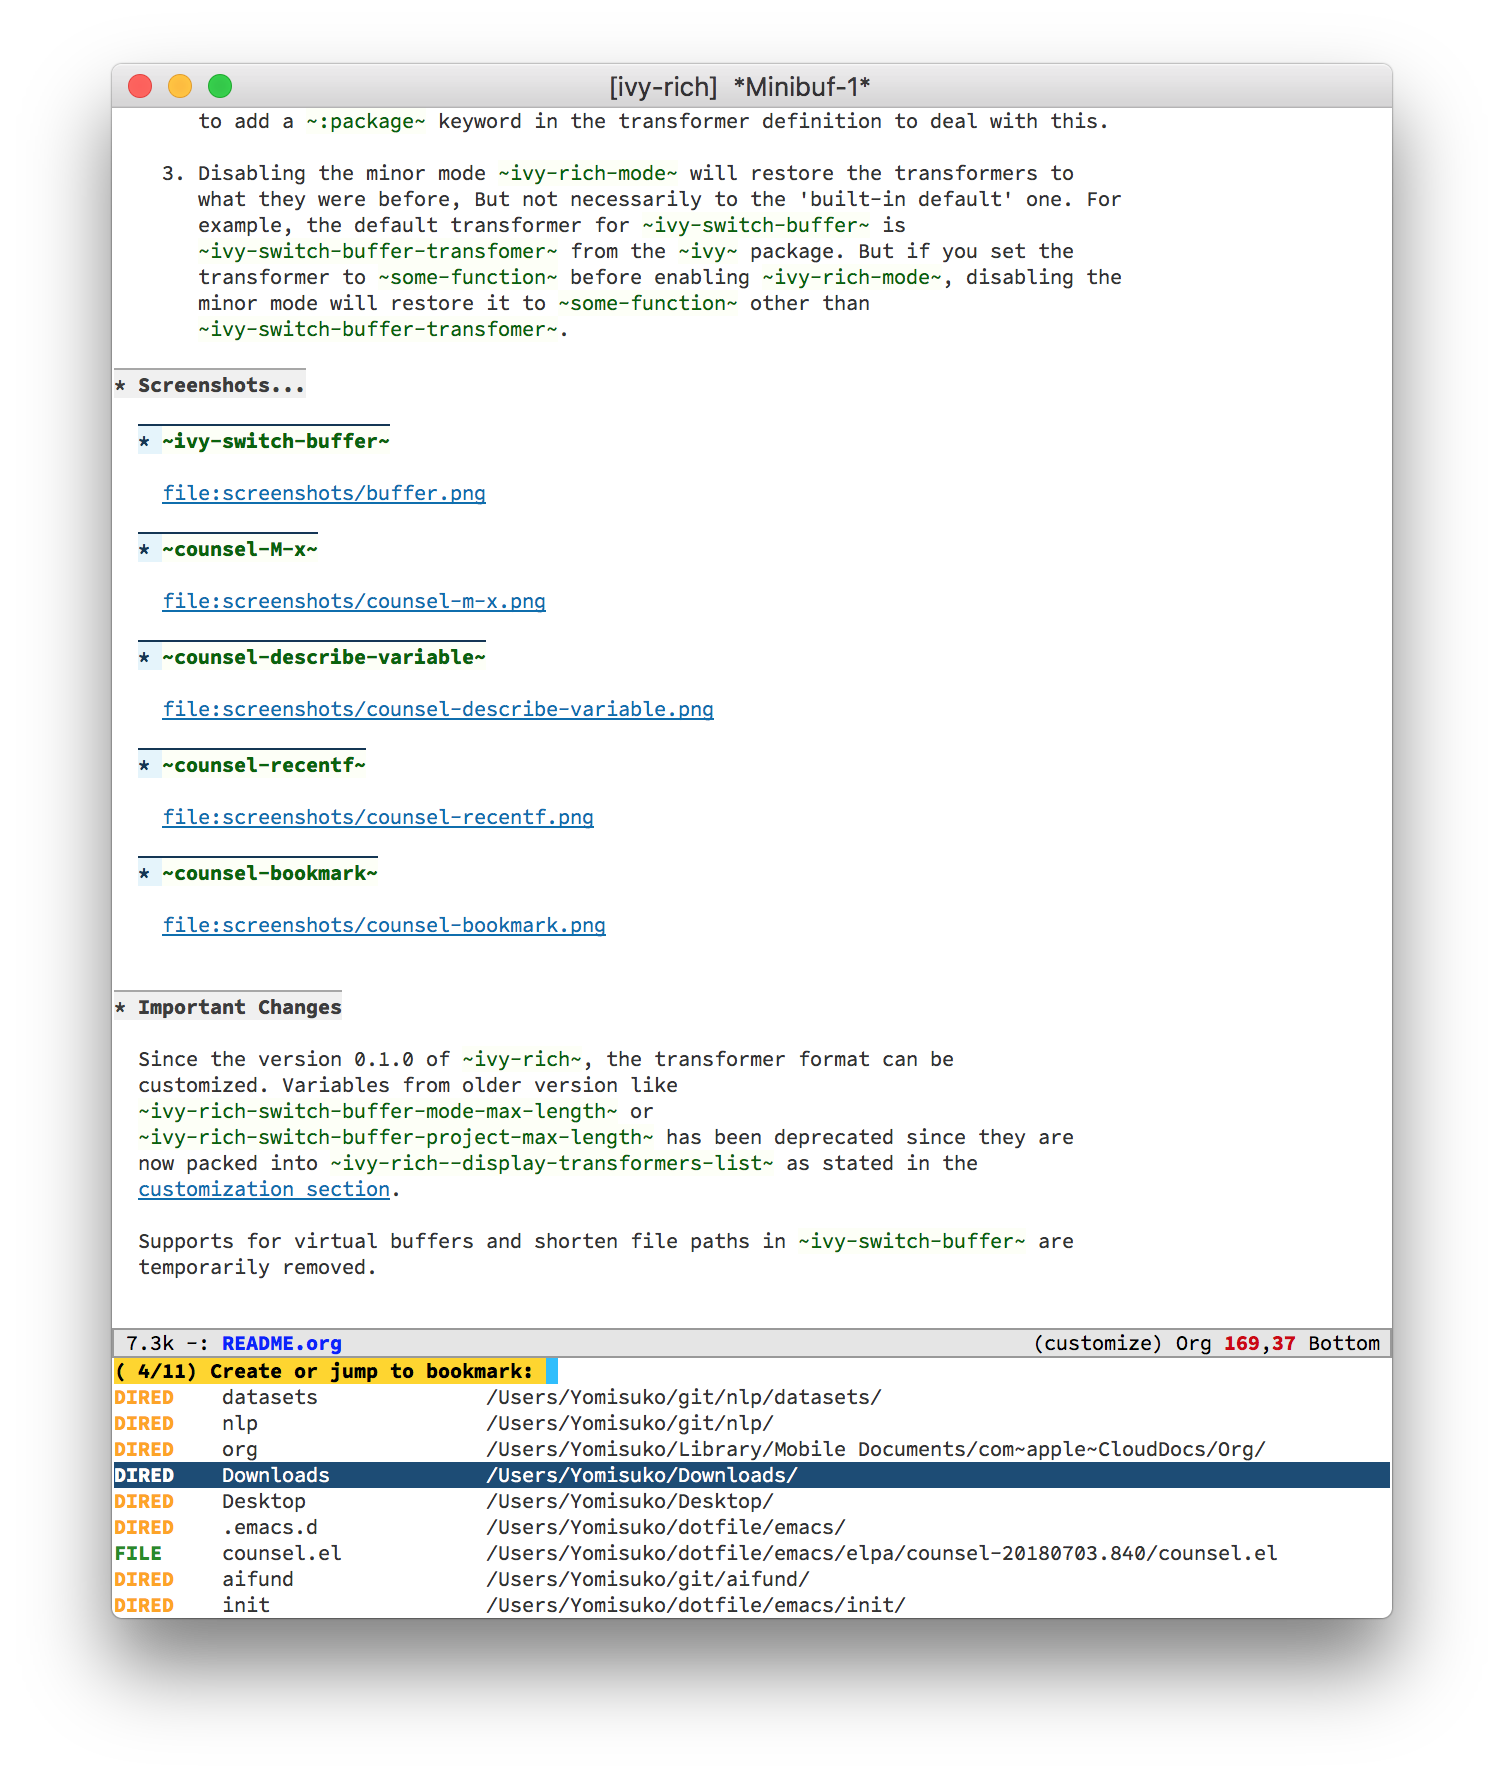 [ivy-rich] *Minibuf-1*
to add a ~:package~ keyword in the transformer definition to deal with this.
3. Disabling the minor mode ~ivy-rich-mode~ will restore the transformers to
what they were before, But not necessarily to the 'built-in default' one. For
example, the default transformer for ~ivy-switch-buffer~ is
~ivy-switch-buffer-transfomer~ from the ~ivy~ package. But if you set the
transformer to ~some-function~ before enabling ~ivy-rich-mode~, disabling the
minor mode will restore it to ~some-function~ other than
~ivy-switch-buffer-transfomer~.
* Screenshots...
* ~ivy-switch-buffer~
file:screenshots/buffer.png
* ~counsel-M-x~
file:screenshots/counsel-m-x.png
* ~counsel-describe-variable~
file:screenshots/counsel-describe-variable.png
* ~counsel-recentf~
file:screenshots/counsel-recentf.png
* ~counsel-bookmark~
file:screenshots/counsel-bookmark.png
* Important Changes
Since the version 0.1.0 of ~ivy-rich~, the transformer format can be
customized. Variables from older version like
~ivy-rich-switch-buffer-mode-max-length~ or
~ivy-rich-switch-buffer-project-max-length~ has been deprecated since they are
now packed into ~ivy-rich--display-transformers-list~ as stated in the
customization section.
Supports for virtual buffers and shorten file paths in ~ivy-switch-buffer~ are
temporarily removed.
7.3k -: README.org (customize) Org 169,37 Bottom
( 4/11) Create or jump to bookmark:
DIRED datasets /Users/Yomisuko/git/nlp/datasets/
DIRED nlp /Users/Yomisuko/git/nlp/
DIRED org /Users/Yomisuko/Library/Mobile Documents/com~apple~CloudDocs/Org/
DIRED Downloads /Users/Yomisuko/Downloads/
DIRED Desktop /Users/Yomisuko/Desktop/
DIRED .emacs.d /Users/Yomisuko/dotfile/emacs/
FILE counsel.el /Users/Yomisuko/dotfile/emacs/elpa/counsel-20180703.840/counsel.el
DIRED aifund /Users/Yomisuko/git/aifund/
DIRED init /Users/Yomisuko/dotfile/emacs/init/